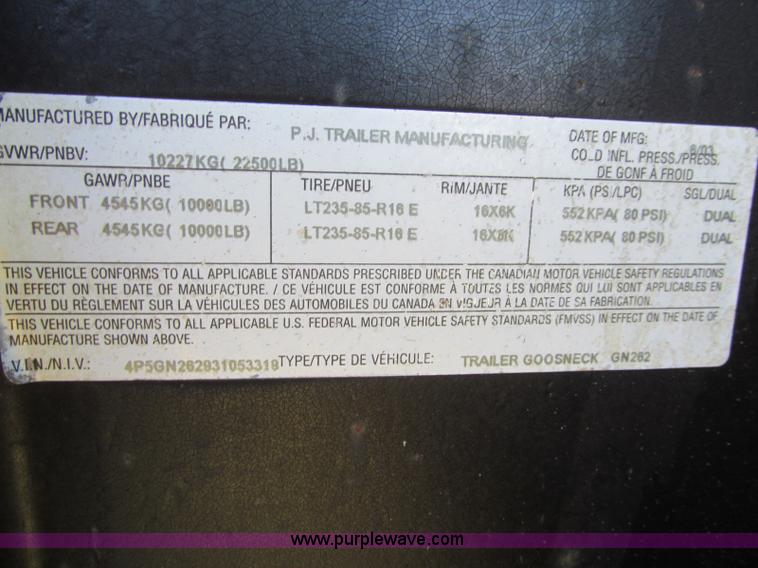 MANUFACTURED BY/FABRIQUÉ PAR: P.J. TRAILER MANUFACTURING DATE OF MFG: 6/03
GVWR/PNBV: 10227KG( 22500LB) COLD INFL. PRESS./PRESS.
DE GONF À FROID
GAWR/PNBE TIRE/PNEU RIM/JANTE KPA (PSI/LPC) SGL/DUAL
FRONT 4545KG( 10000LB) LT235-85-R16 E 16X6K 552 KPA( 80 PSI) DUAL
REAR 4545KG( 10000LB) LT235-85-R16 E 16X6K 552 KPA( 80 PSI) DUAL
THIS VEHICLE CONFORMS TO ALL APPLICABLE STANDARDS PRESCRIBED UNDER THE CANADIAN MOTOR VEHICLE SAFETY REGULATIONS
IN EFFECT ON THE DATE OF MANUFACTURE. / CE VÉHICULE EST CONFORME À TOUTES LES NORMES QUI LUI SONT APPLICABLES EN
VERTU DU RÈGLEMENT SUR LA VÉHICULES DES AUTOMOBILES DU CANADA EN VIGUEUR À LA DATE DE SA FABRICATION.
THIS VEHICLE CONFORMS TO ALL APPLICABLE U.S. FEDERAL MOTOR VEHICLE SAFETY STANDARDS (FMVSS) IN EFFECT ON THE DATE OF
MANUFACTURE SHOWN ABOVE.
V.I.N./N.I.V.: 4P5GN262931053319 TYPE/TYPE DE VÉHICULE: TRAILER GOOSNECK GN262
www.purplewave.com